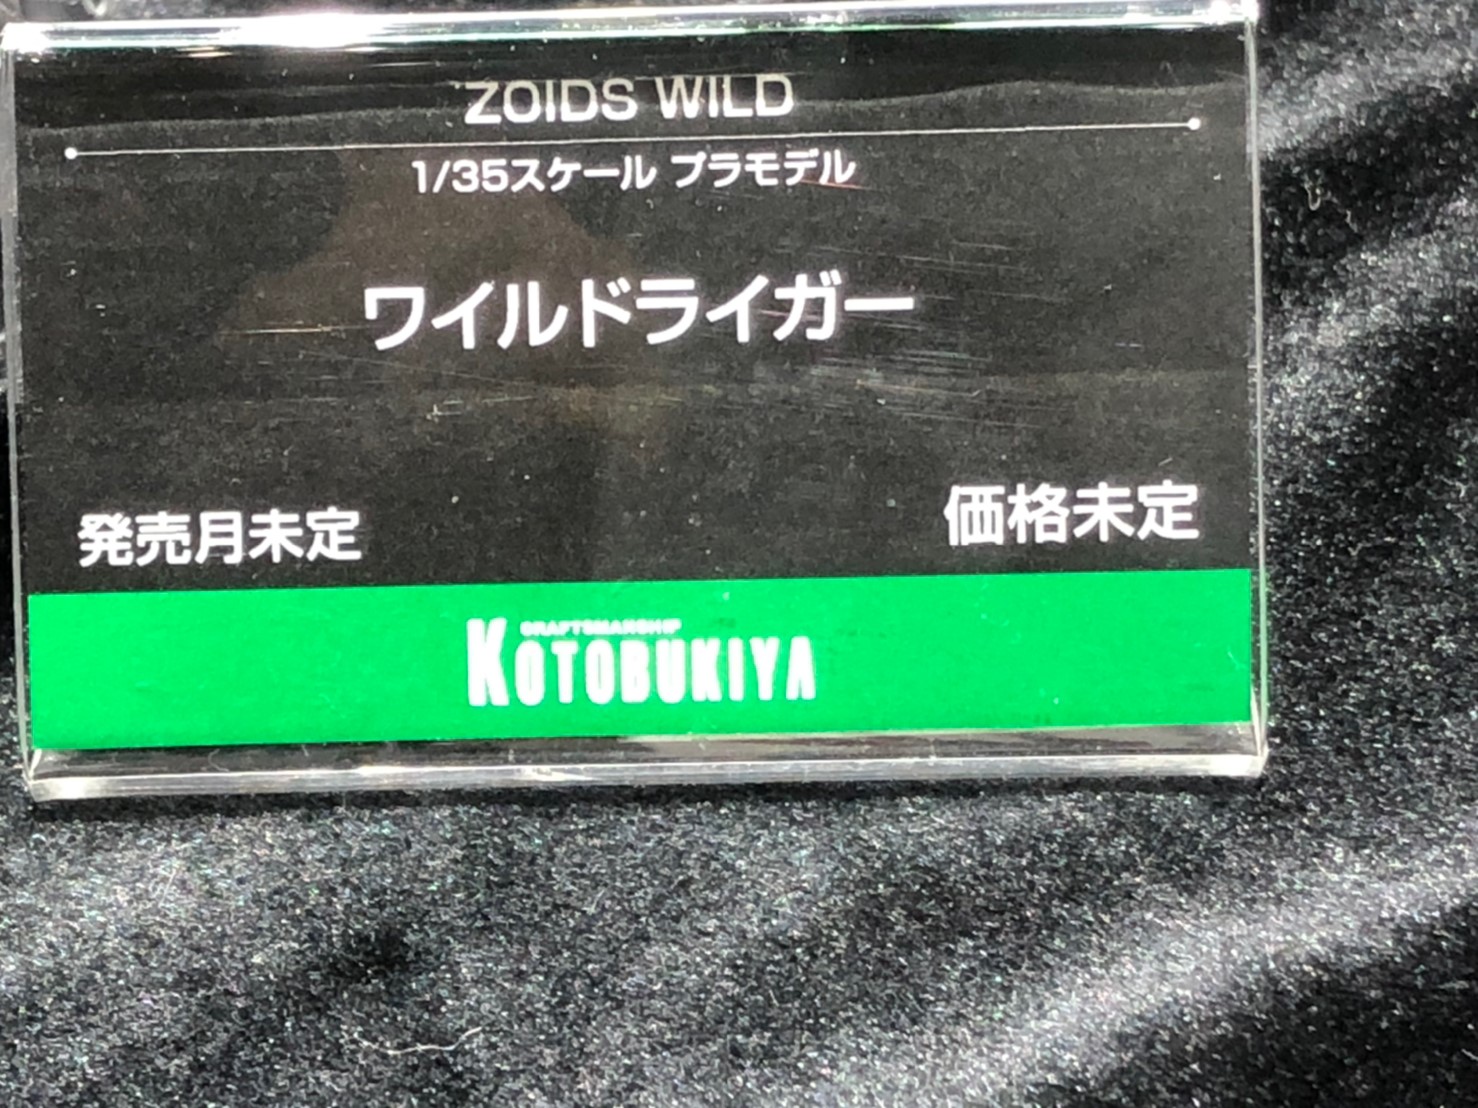 ZOIDS WILD
1/35スケール プラモデル
ワイルドライガー
発売月未定
価格未定
CRAFTSMANSHIP
KOTOBUKIYA